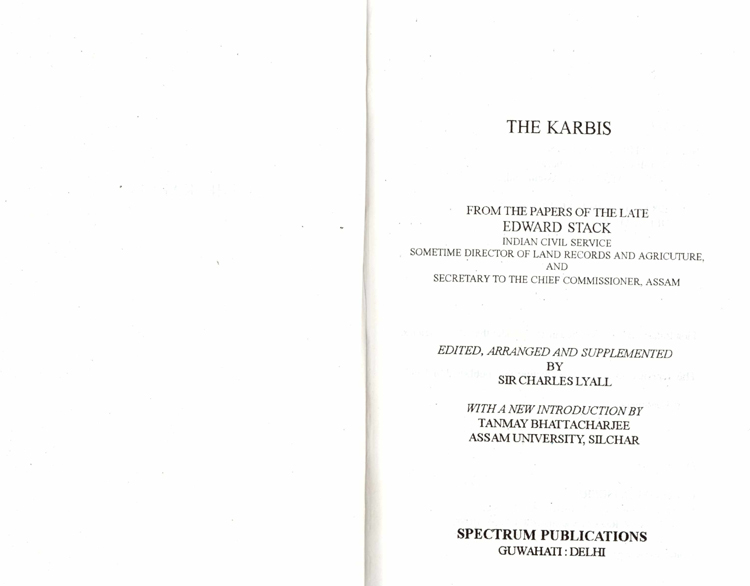 THE KARBIS
FROM THE PAPERS OF THE LATE
EDWARD STACK
INDIAN CIVIL SERVICE
SOMETIME DIRECTOR OF LAND RECORDS AND AGRICUTURE,
AND
SECRETARY TO THE CHIEF COMMISSIONER, ASSAM
EDITED, ARRANGED AND SUPPLEMENTED
BY
SIR CHARLES LYALL
WITH A NEW INTRODUCTION BY
TANMAY BHATTACHARJEE
ASSAM UNIVERSITY, SILCHAR
SPECTRUM PUBLICATIONS
GUWAHATI : DELHI